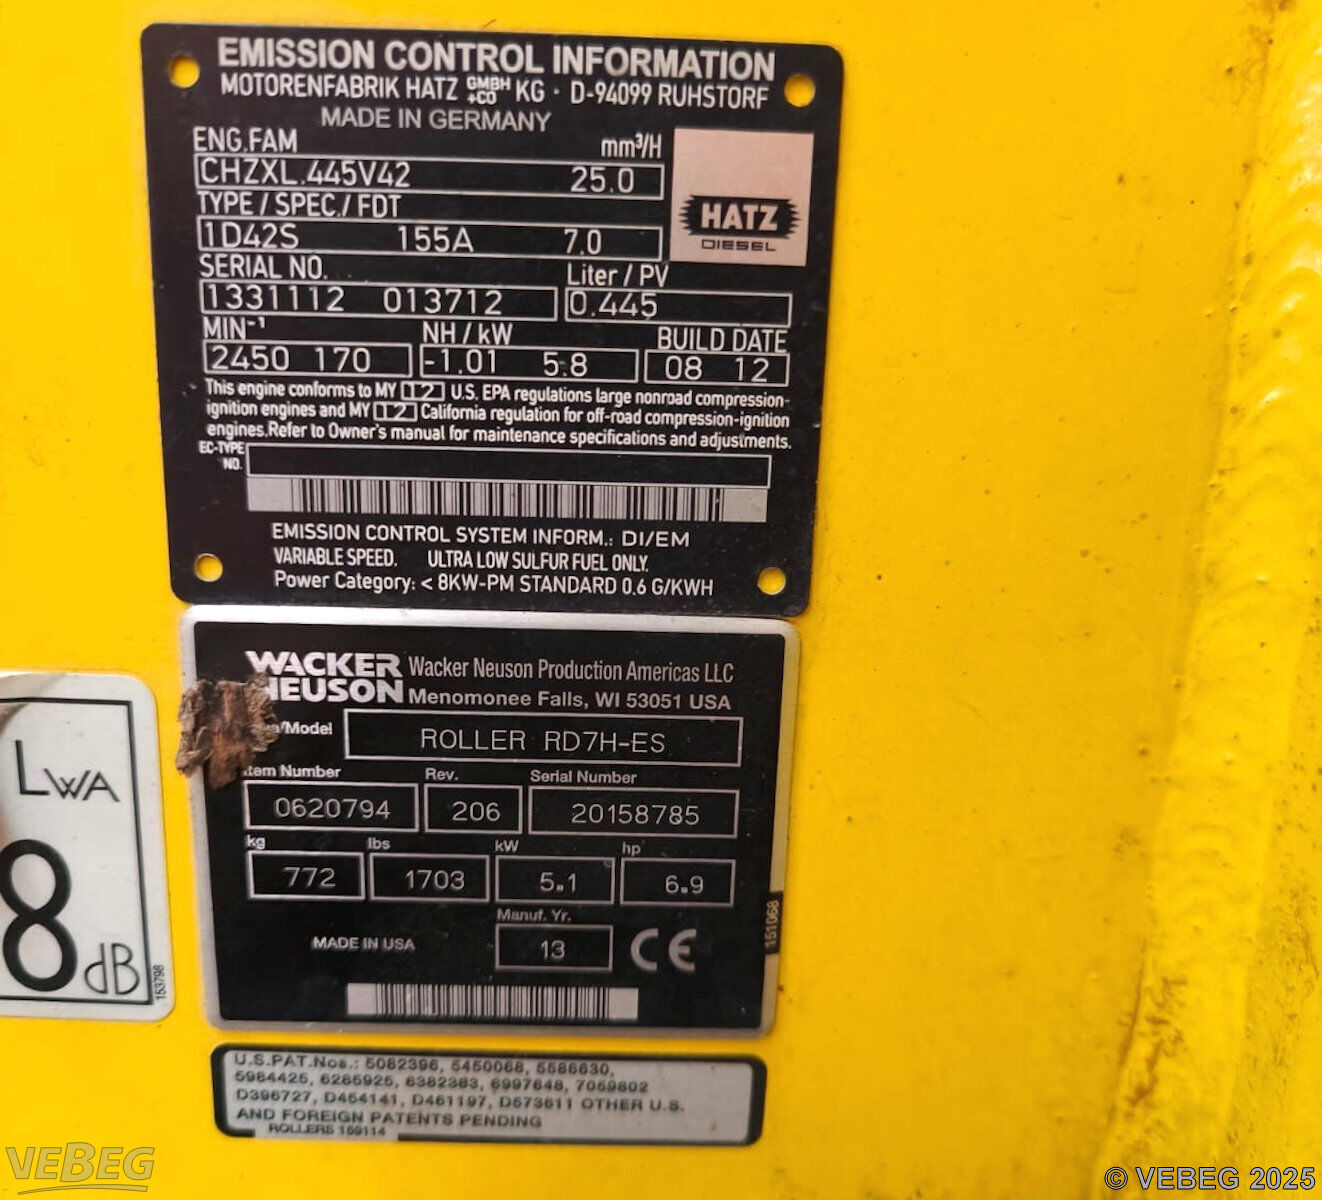 EMISSION CONTROL INFORMATION
MOTORENFABRIK HATZ GMBH +CO KG · D-94099 RUHSTORF
MADE IN GERMANY
ENG.FAM mm³/H
CHZXL.445V42 25.0
TYPE / SPEC./ FDT
1D42S 155A 7.0
HATZ
DIESEL
SERIAL NO. Liter / PV
1331112 013712 0.445
MIN-¹ NH / kW BUILD DATE
2450 170 -1.01 5.8 08 12
This engine conforms to MY 12 U.S. EPA regulations large nonroad compression-
ignition engines and MY 12 California regulation for off-road compression-ignition
engines.Refer to Owner's manual for maintenance specifications and adjustments.
EC-TYPE
NO.
EMISSION CONTROL SYSTEM INFORM.: DI/EM
VARIABLE SPEED. ULTRA LOW SULFUR FUEL ONLY.
Power Category: < 8KW-PM STANDARD 0.6 G/KWH
WACKER NEUSON
Wacker Neuson Production Americas LLC
Menomonee Falls, WI 53051 USA
/Model ROLLER RD7H-ES
Item Number Rev. Serial Number
0620794 206 20158785
kg lbs kW hp
772 1703 5.1 6.9
Manuf. Yr.
MADE IN USA 13 CE
151068
LWA
8 dB
153798
U.S.PAT.Nos.: 5082396, 5450068, 5586630,
5984425, 6285925, 6382383, 6997648, 7059802
D396727, D454141, D461197, D573611 OTHER U.S.
AND FOREIGN PATENTS PENDING
ROLLERS 159114
VEBEG
© VEBEG 2025